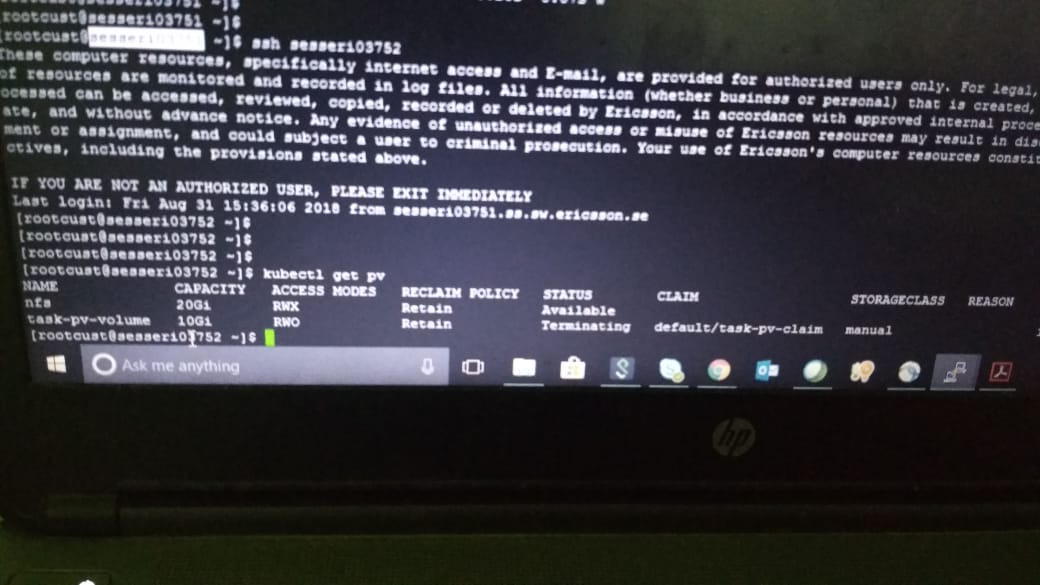 [rootcust@sesseri03751 ~]$
[rootcust@sesseri03751 ~]$
[rootcust@sesseri03751 ~]$ ssh sesseri03752
These computer resources, specifically internet access and E-mail, are provided for authorized users only. For legal,
of resources are monitored and recorded in log files. All information (whether business or personal) that is created,
ocessed can be accessed, reviewed, copied, recorded or deleted by Ericsson, in accordance with approved internal proce
ate, and without advance notice. Any evidence of unauthorized access or misuse of Ericsson resources may result in dis
ment or assignment, and could subject a user to criminal prosecution. Your use of Ericsson's computer resources constit
ctives, including the provisions stated above.
IF YOU ARE NOT AN AUTHORIZED USER, PLEASE EXIT IMMEDIATELY
Last login: Fri Aug 31 15:36:06 2018 from sesseri03751.ss.sw.ericsson.se
[rootcust@sesseri03752 ~]$
[rootcust@sesseri03752 ~]$
[rootcust@sesseri03752 ~]$
[rootcust@sesseri03752 ~]$ kubectl get pv
NAME CAPACITY ACCESS MODES RECLAIM POLICY STATUS CLAIM STORAGECLASS REASON
nfs 20Gi RWX Retain Available
task-pv-volume 10Gi RWO Retain Terminating default/task-pv-claim manual
[rootcust@sesseri03752 ~]$
Ask me anything
hp